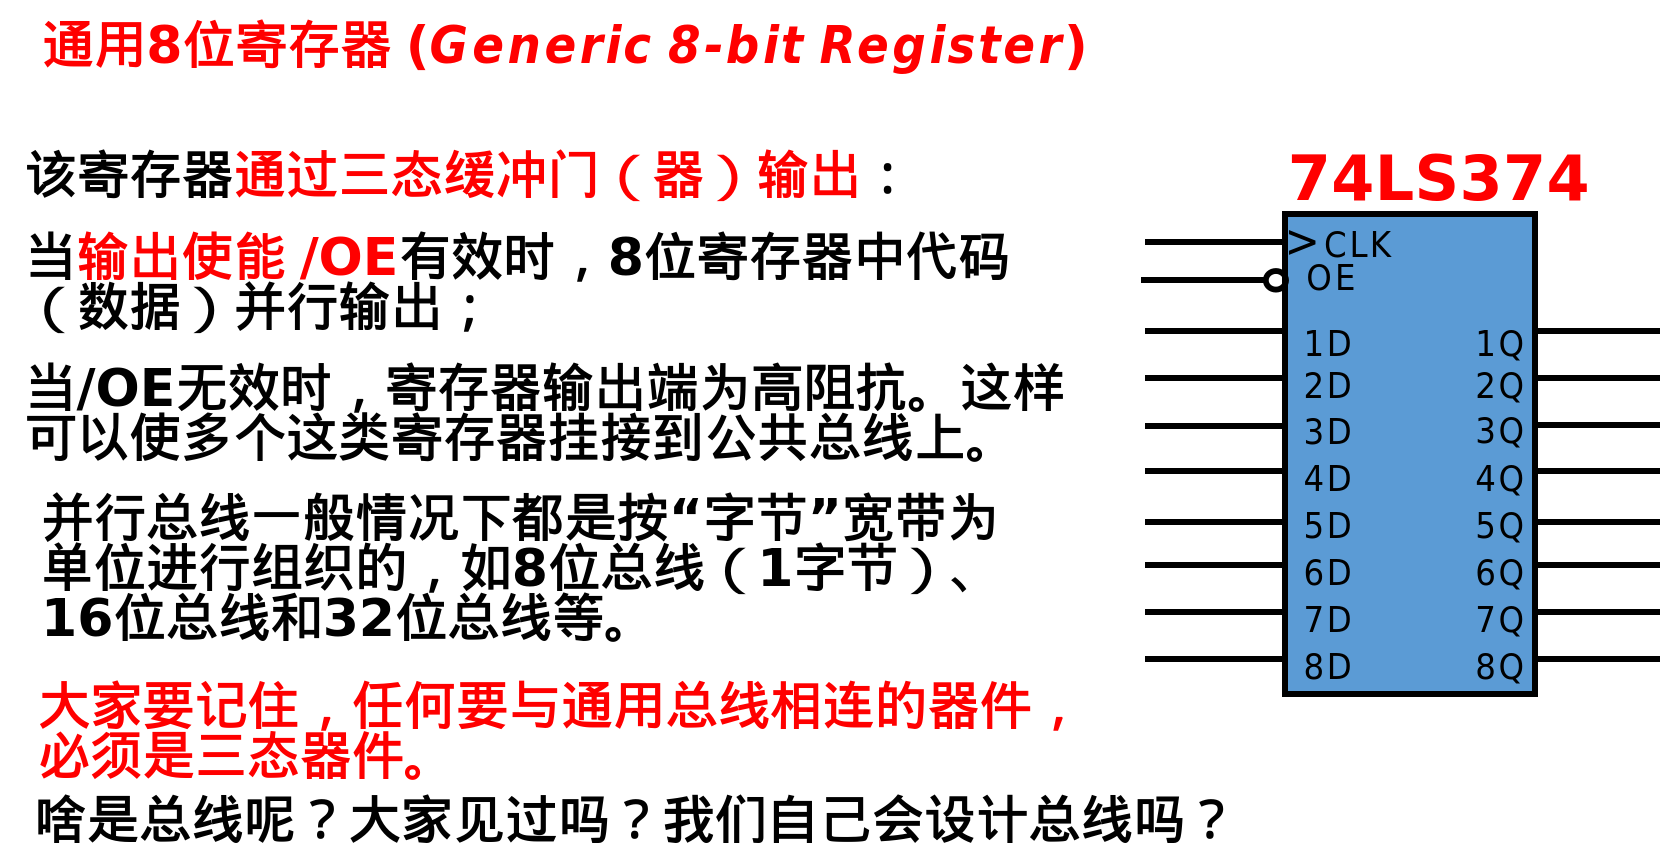 通用8位寄存器 (Generic 8-bit Register)
该寄存器通过三态缓冲门（器）输出：
当输出使能 /OE有效时，8位寄存器中代码
（数据）并行输出；
当/OE无效时，寄存器输出端为高阻抗。这样
可以使多个这类寄存器挂接到公共总线上。
并行总线一般情况下都是按“字节”宽带为
单位进行组织的，如8位总线（1字节）、
16位总线和32位总线等。
大家要记住，任何要与通用总线相连的器件，
必须是三态器件。
啥是总线呢？大家见过吗？我们自己会设计总线吗？
74LS374
>CLK
OE
1D 1Q
2D 2Q
3D 3Q
4D 4Q
5D 5Q
6D 6Q
7D 7Q
8D 8Q